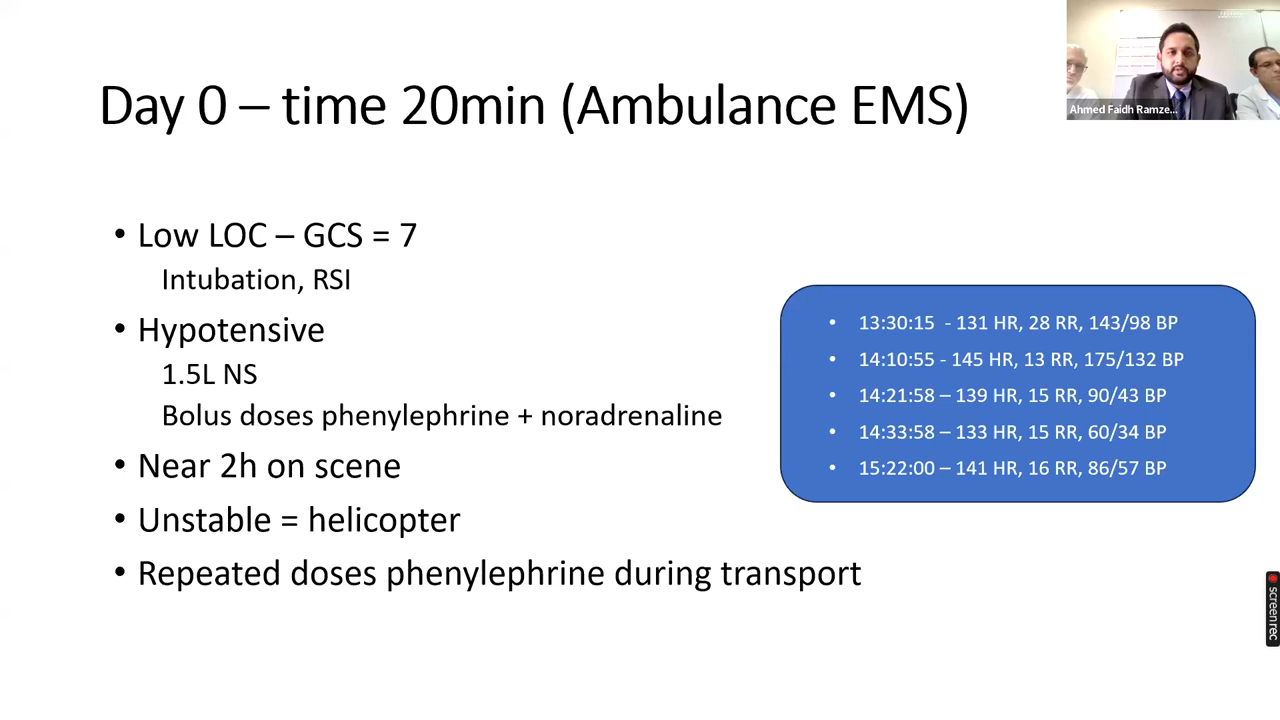 Day 0 – time 20min (Ambulance EMS)
Ahmed Faidh Ramze...
• Low LOC – GCS = 7
Intubation, RSI
• Hypotensive
1.5L NS
Bolus doses phenylephrine + noradrenaline
• Near 2h on scene
• Unstable = helicopter
• Repeated doses phenylephrine during transport
• 13:30:15 - 131 HR, 28 RR, 143/98 BP
• 14:10:55 - 145 HR, 13 RR, 175/132 BP
• 14:21:58 – 139 HR, 15 RR, 90/43 BP
• 14:33:58 – 133 HR, 15 RR, 60/34 BP
• 15:22:00 – 141 HR, 16 RR, 86/57 BP
screenrec